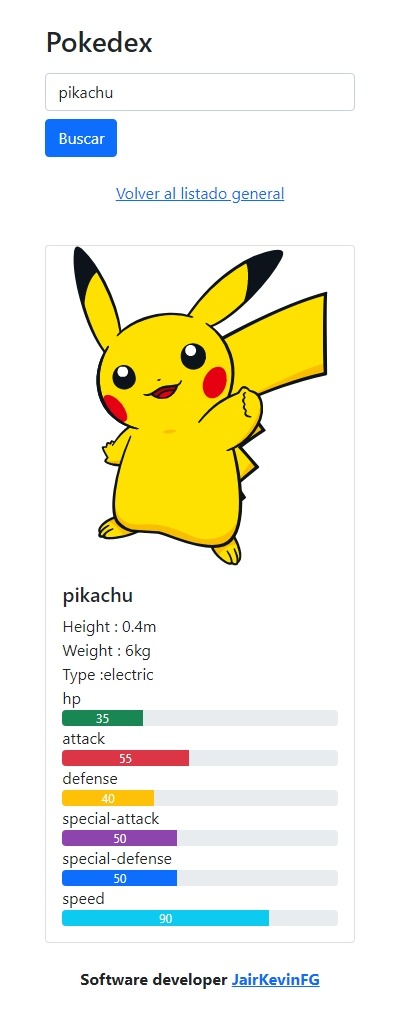 Pokedex
pikachu
Buscar
Volver al listado general
pikachu
Height : 0.4m
Weight : 6kg
Type :electric
hp
35
attack
55
defense
40
special-attack
50
special-defense
50
speed
90
Software developer JairKevinFG